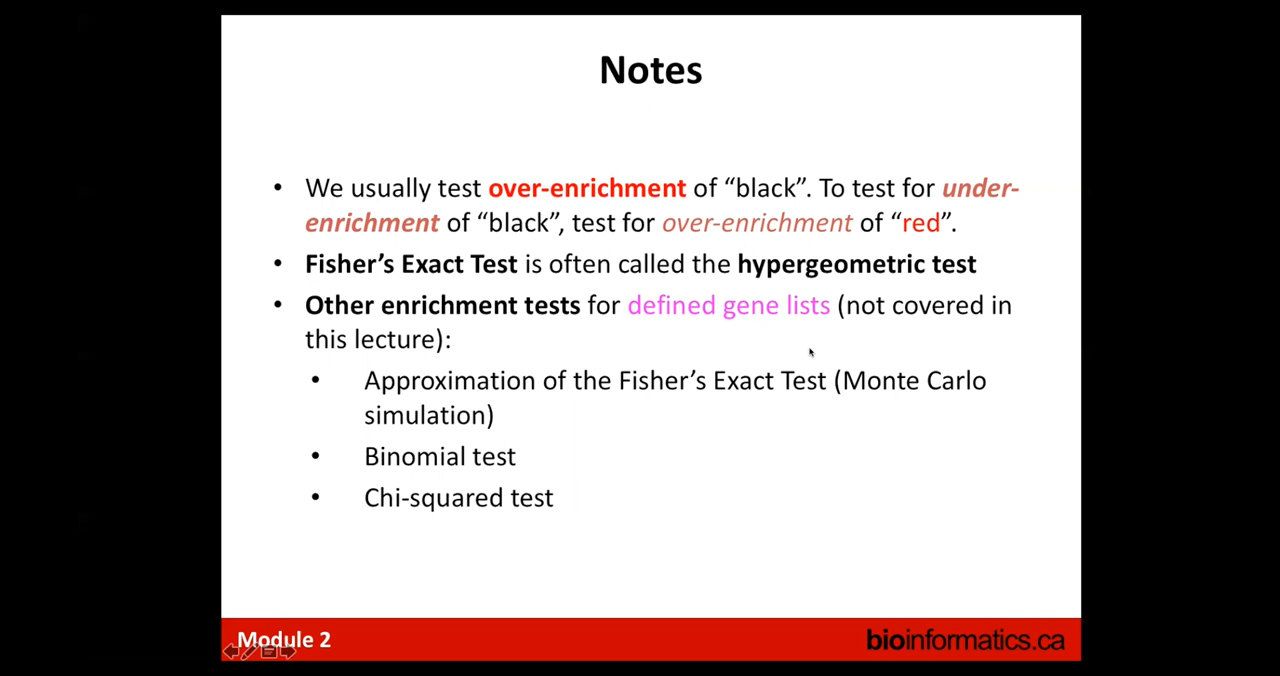 Notes
• We usually test over-enrichment of “black”. To test for under-
enrichment of “black”, test for over-enrichment of “red”.
• Fisher’s Exact Test is often called the hypergeometric test
• Other enrichment tests for defined gene lists (not covered in
this lecture):
• Approximation of the Fisher’s Exact Test (Monte Carlo
simulation)
• Binomial test
• Chi-squared test
Module 2
bioinformatics.ca